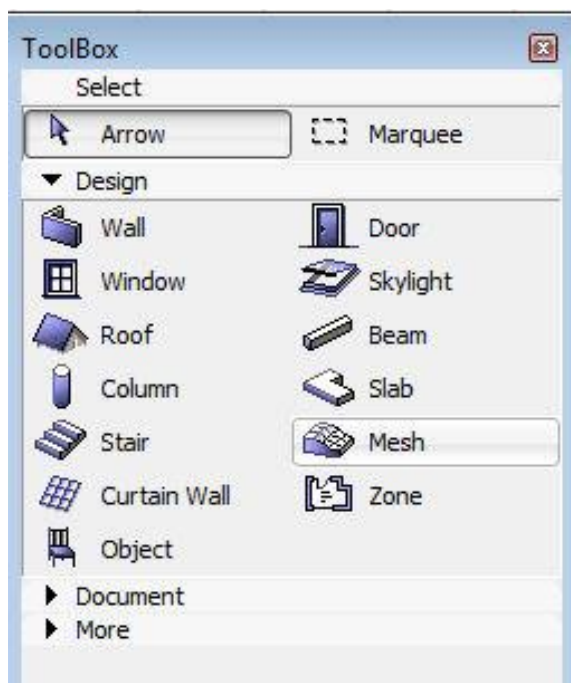 ToolBox
Select
Arrow Marquee
Design
Wall Door
Window Skylight
Roof Beam
Column Slab
Stair Mesh
Curtain Wall Zone
Object
Document
More